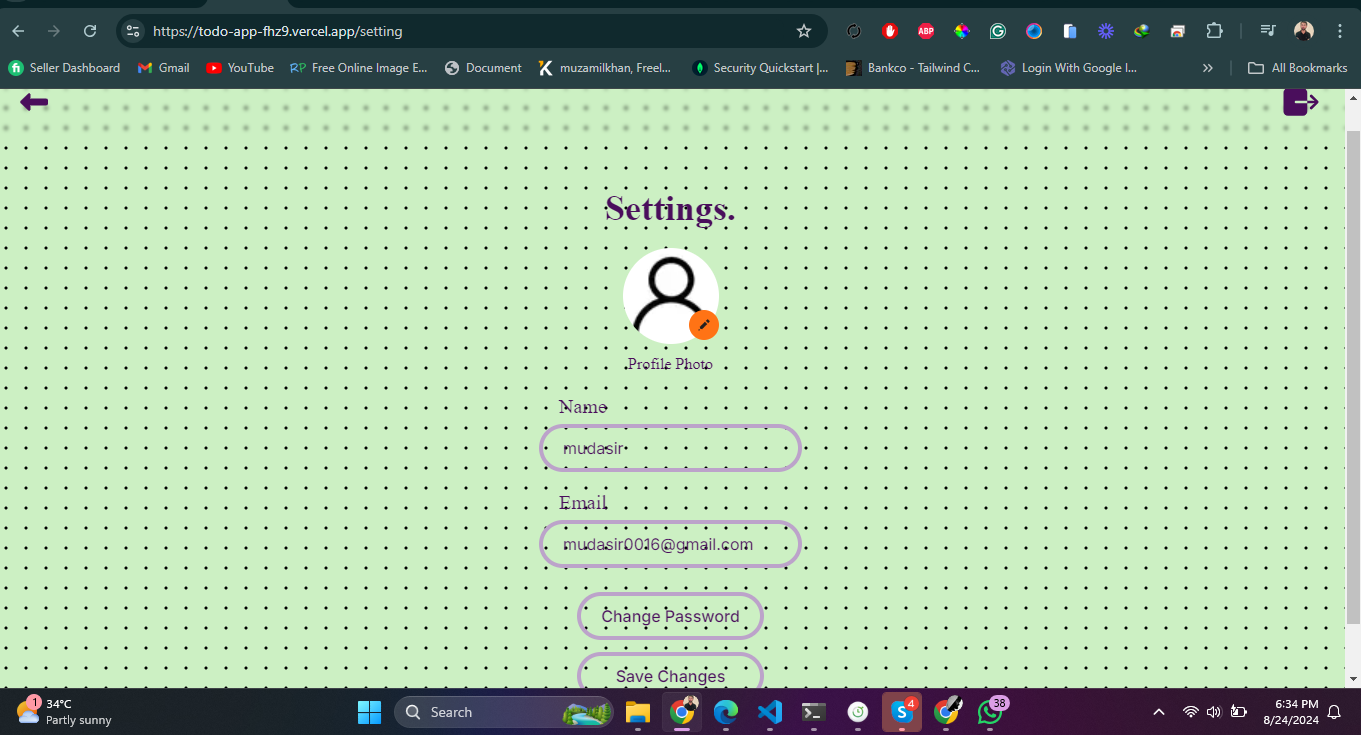 https://todo-app-fhz9.vercel.app/setting
ABP
Seller Dashboard
Gmail
YouTube
RP Free Online Image E...
Document
muzamilkhan, Freel...
Security Quickstart |...
Bankco - Tailwind C...
Login With Google I...
All Bookmarks
Settings.
Profile Photo
Name
mudasir
Email
mudasir0016@gmail.com
Change Password
Save Changes
1
34°C
Partly sunny
Search
4
38
6:34 PM
8/24/2024